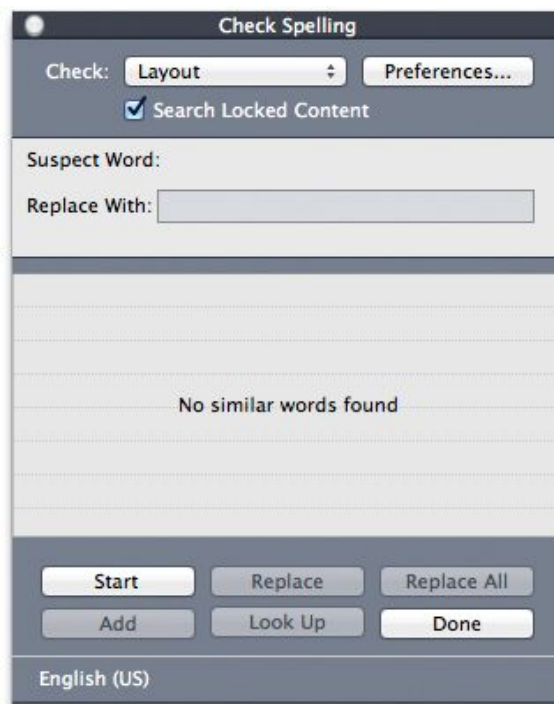 Check Spelling
Check: Layout Preferences...
Search Locked Content
Suspect Word:
Replace With:
No similar words found
Start Replace Replace All
Add Look Up Done
English (US)